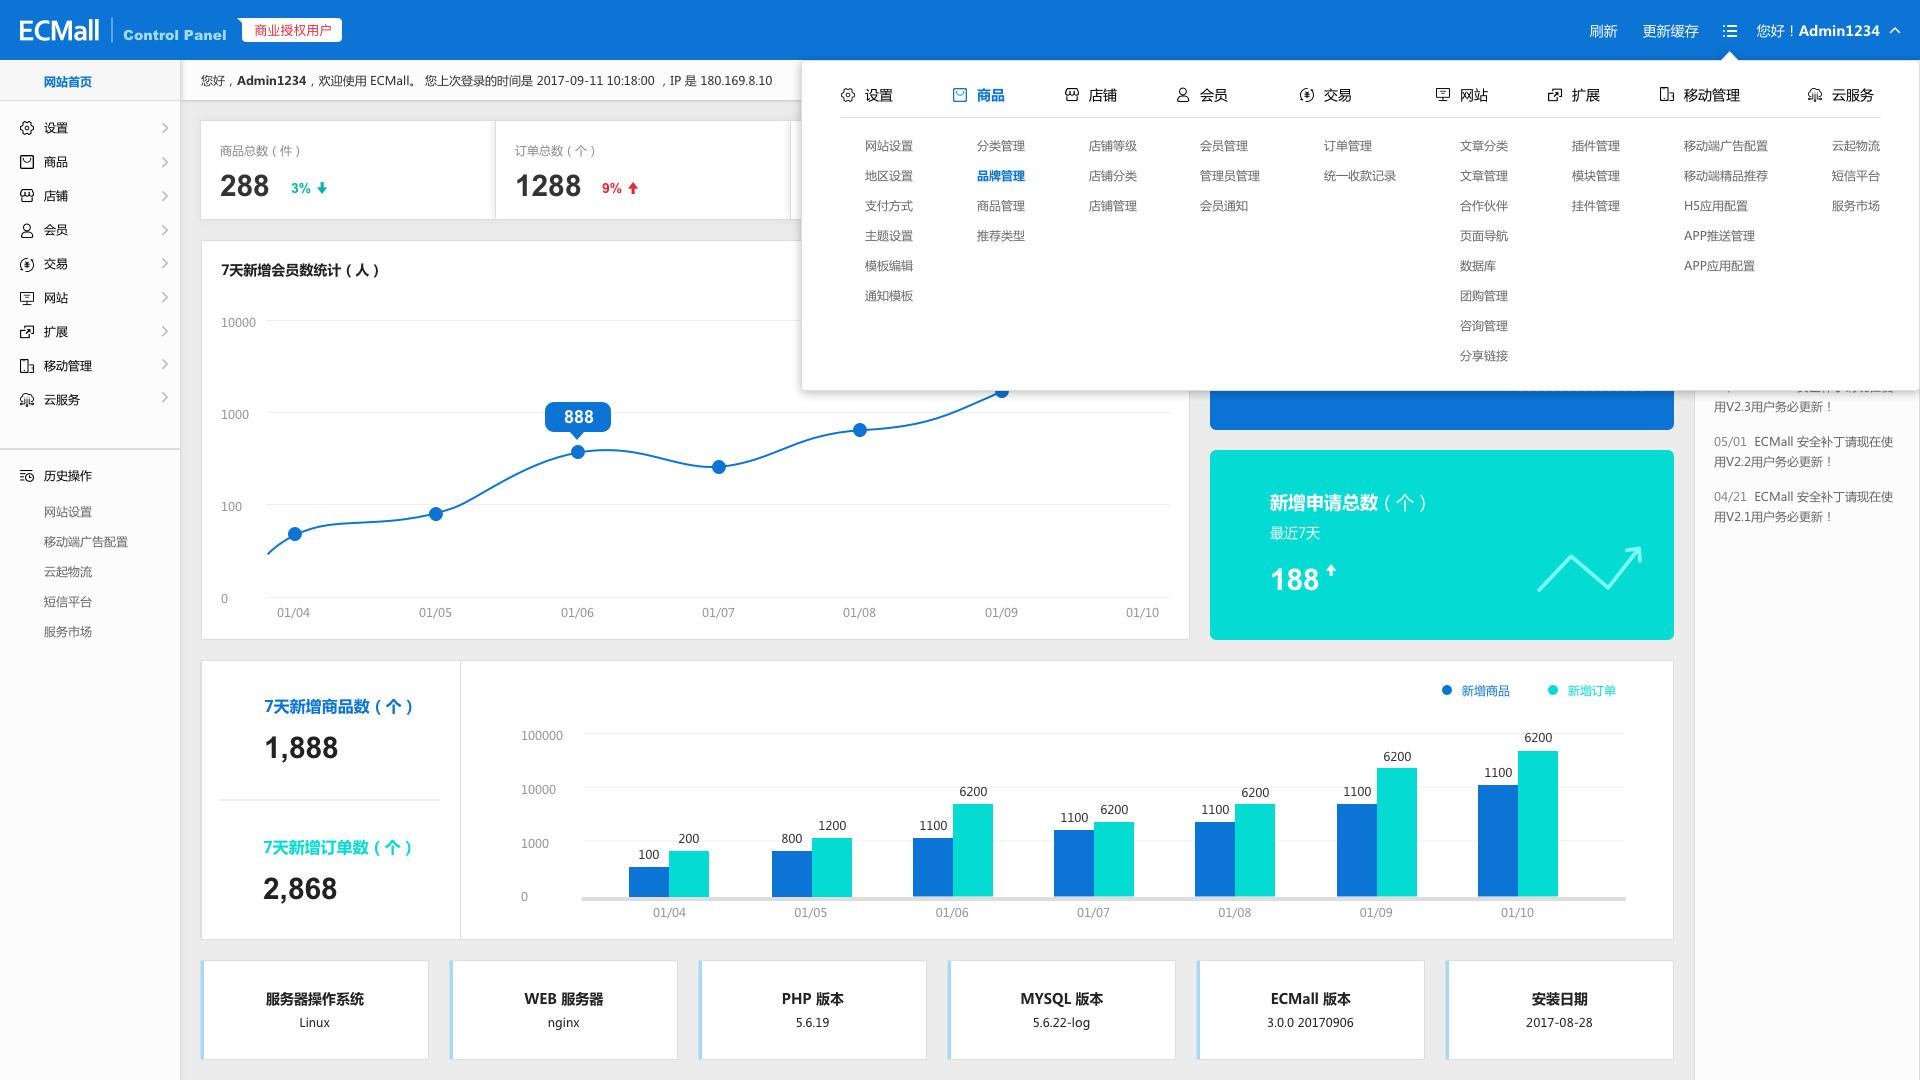 ECMall Control Panel 商业授权用户
刷新 更新缓存 您好！Admin1234
网站首页
设置
商品
店铺
会员
交易
网站
扩展
移动管理
云服务
历史操作
网站设置
移动端广告配置
云起物流
短信平台
服务市场
您好，Admin1234，欢迎使用 ECMall。 您上次登录的时间是 2017-09-11 10:18:00 ，IP 是 180.169.8.10
商品总数（件）
288 3%
订单总数（个）
1288 9%
设置
网站设置
地区设置
支付方式
主题设置
模板编辑
通知模板
商品
分类管理
品牌管理
商品管理
推荐类型
店铺
店铺等级
店铺分类
店铺管理
会员
会员管理
管理员管理
会员通知
交易
订单管理
统一收款记录
网站
文章分类
文章管理
合作伙伴
页面导航
数据库
团购管理
咨询管理
分享链接
扩展
插件管理
模块管理
挂件管理
移动管理
移动端广告配置
移动端精品推荐
H5应用配置
APP推送管理
APP应用配置
云服务
云起物流
短信平台
服务市场
7天新增会员数统计（人）
10000
1000
100
0
888
01/04 01/05 01/06 01/07 01/08 01/09 01/10
新增申请总数（个）
最近7天
188
用V2.3用户务必更新！
05/01 ECMall 安全补丁请现在使
用V2.2用户务必更新！
04/21 ECMall 安全补丁请现在使
用V2.1用户务必更新！
7天新增商品数（个）
1,888
7天新增订单数（个）
2,868
新增商品 新增订单
100000
10000
1000
0
100 200
800 1200
1100 6200
1100 6200
1100 6200
1100 6200
1100 6200
01/04 01/05 01/06 01/07 01/08 01/09 01/10
服务器操作系统
Linux
WEB 服务器
nginx
PHP 版本
5.6.19
MYSQL 版本
5.6.22-log
ECMall 版本
3.0.0 20170906
安装日期
2017-08-28